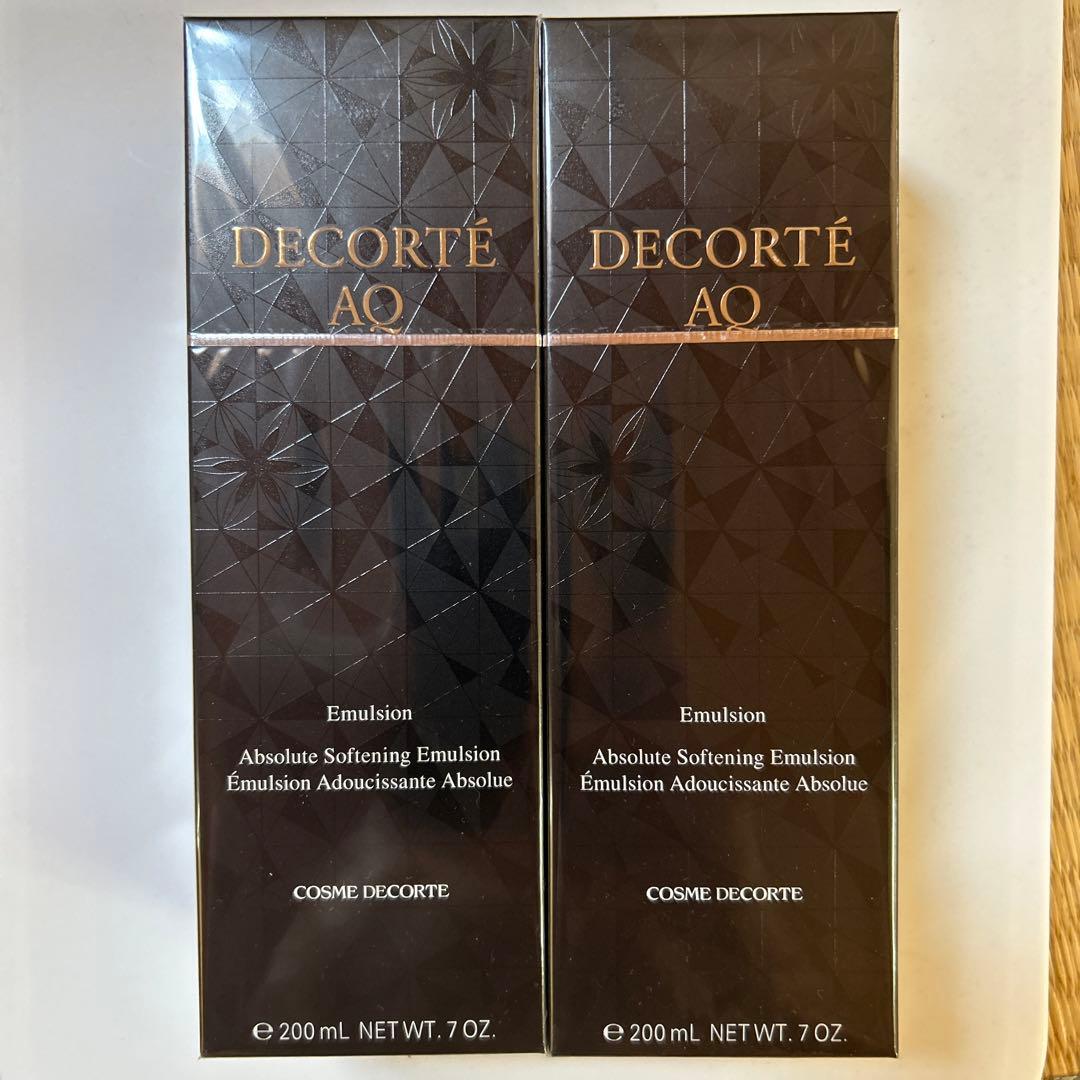 DECORTÉ
AQ
Emulsion
Absolute Softening Emulsion
Émulsion Adoucissante Absolue
COSME DECORTE
℮ 200 mL NET WT. 7 OZ.
DECORTÉ
AQ
Emulsion
Absolute Softening Emulsion
Émulsion Adoucissante Absolue
COSME DECORTE
℮ 200 mL NET WT. 7 OZ.